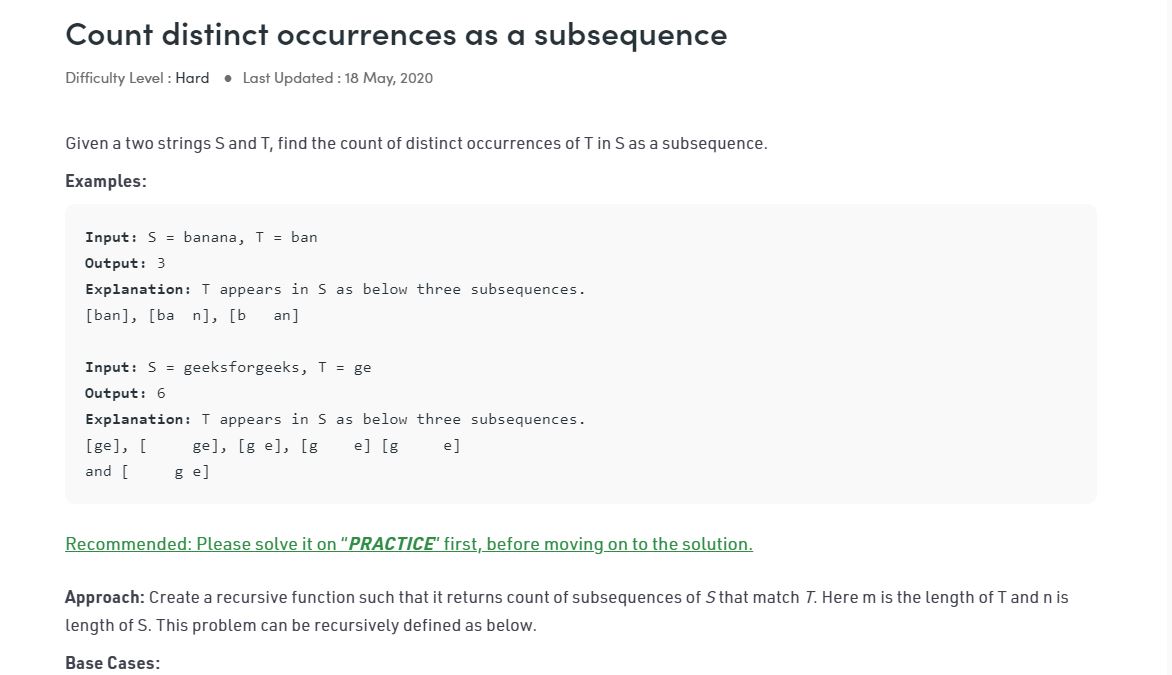 Count distinct occurrences as a subsequence
Difficulty Level : Hard ● Last Updated : 18 May, 2020
Given a two strings S and T, find the count of distinct occurrences of T in S as a subsequence.
Examples:
Input: S = banana, T = ban
Output: 3
Explanation: T appears in S as below three subsequences.
[ban], [ba  n], [b   an]
Input: S = geeksforgeeks, T = ge
Output: 6
Explanation: T appears in S as below three subsequences.
[ge], [     ge], [g e], [g    e] [g     e]
and [     g e]
Recommended: Please solve it on “PRACTICE” first, before moving on to the solution.
Approach: Create a recursive function such that it returns count of subsequences of S that match T. Here m is the length of T and n is
length of S. This problem can be recursively defined as below.
Base Cases: